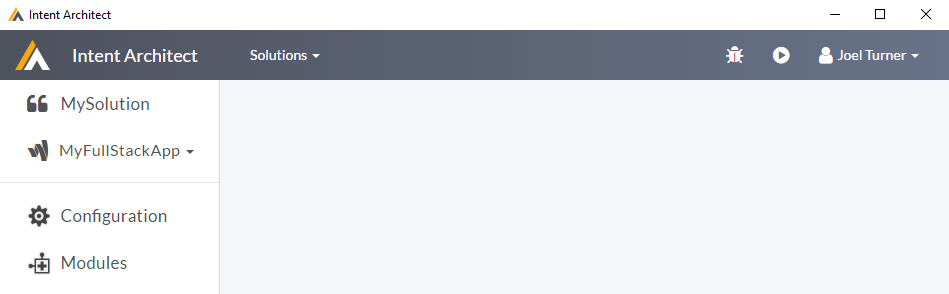 Intent Architect
Intent Architect Solutions Joel Turner
MySolution
MyFullStackApp
Configuration
Modules